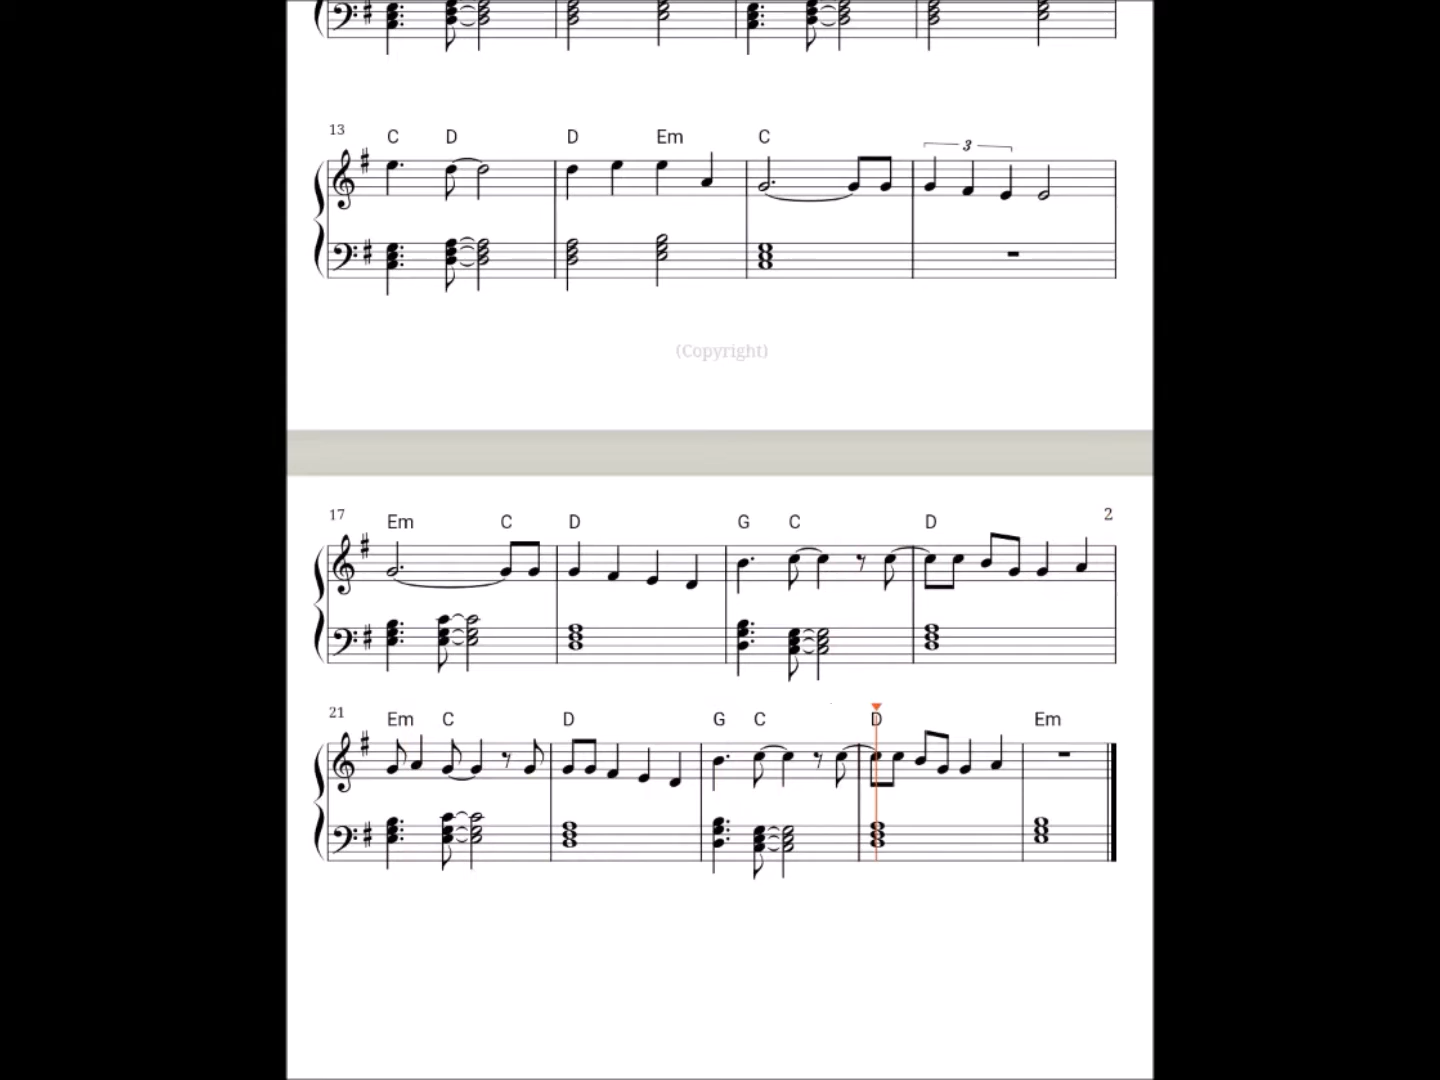 13
C D D Em C
3
(Copyright)
17 2
Em C D G C D
21
Em C D G C D Em